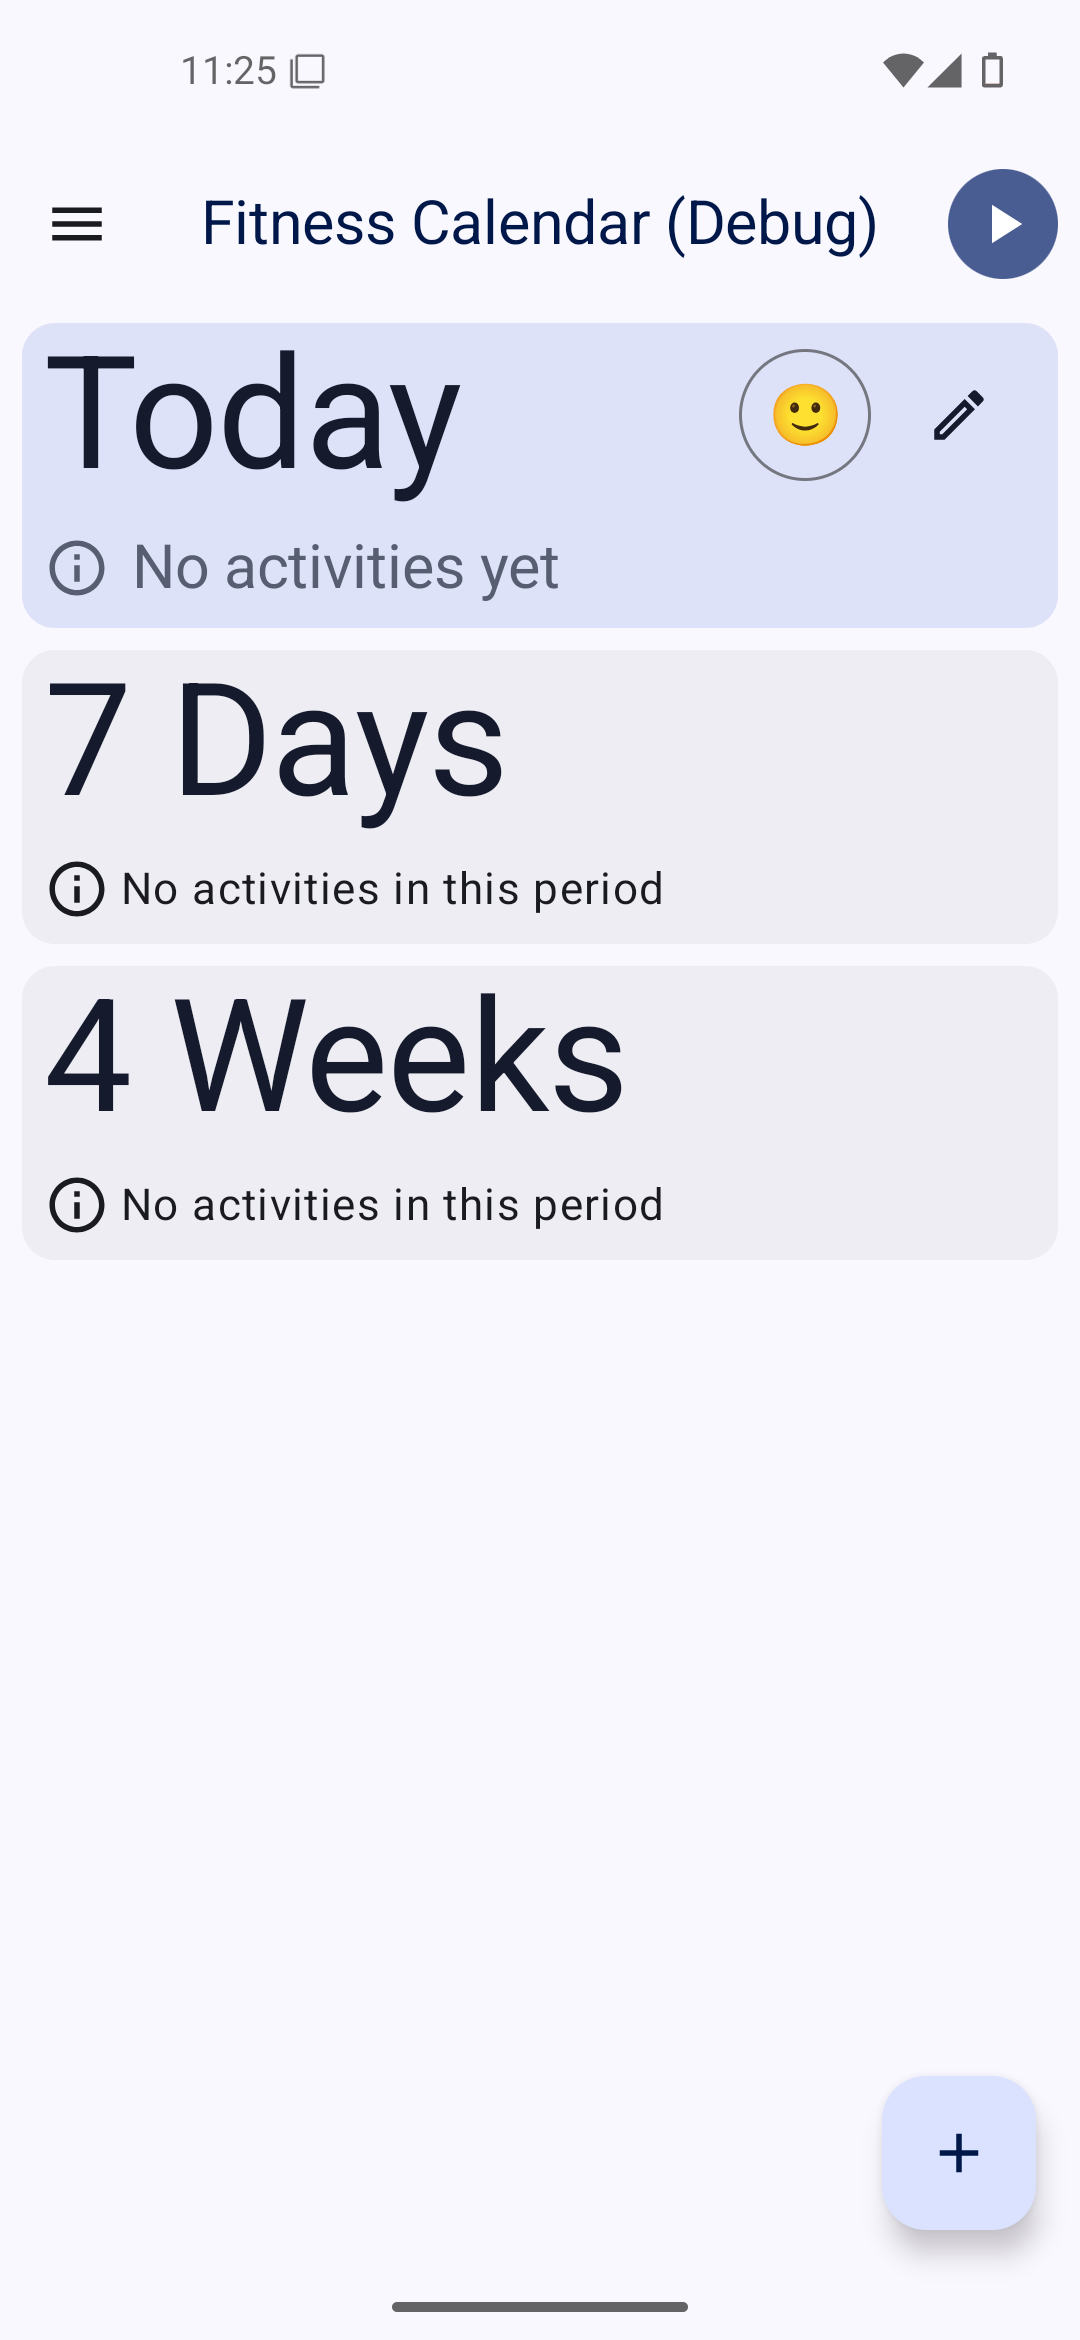 11:25
Fitness Calendar (Debug)
Today
No activities yet
7 Days
No activities in this period
4 Weeks
No activities in this period